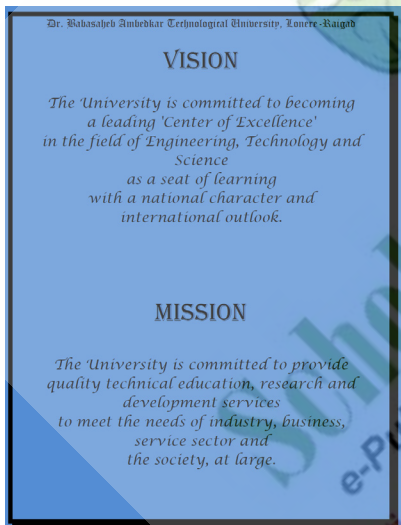 Dr. Babasaheb Ambedkar Technological University, Lonere-Raigad
VISION
The University is committed to becoming
a leading 'Center of Excellence'
in the field of Engineering, Technology and
Science
as a seat of learning
with a national character and
international outlook.
MISSION
The University is committed to provide
quality technical education, research and
development services
to meet the needs of industry, business,
service sector and
the society, at large.